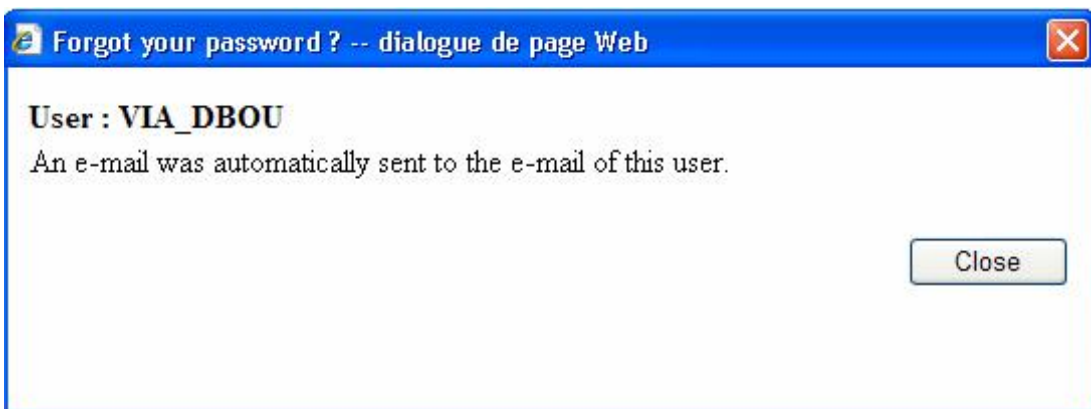 Forgot your password ? -- dialogue de page Web
User : VIA_DBOU
An e-mail was automatically sent to the e-mail of this user.
Close